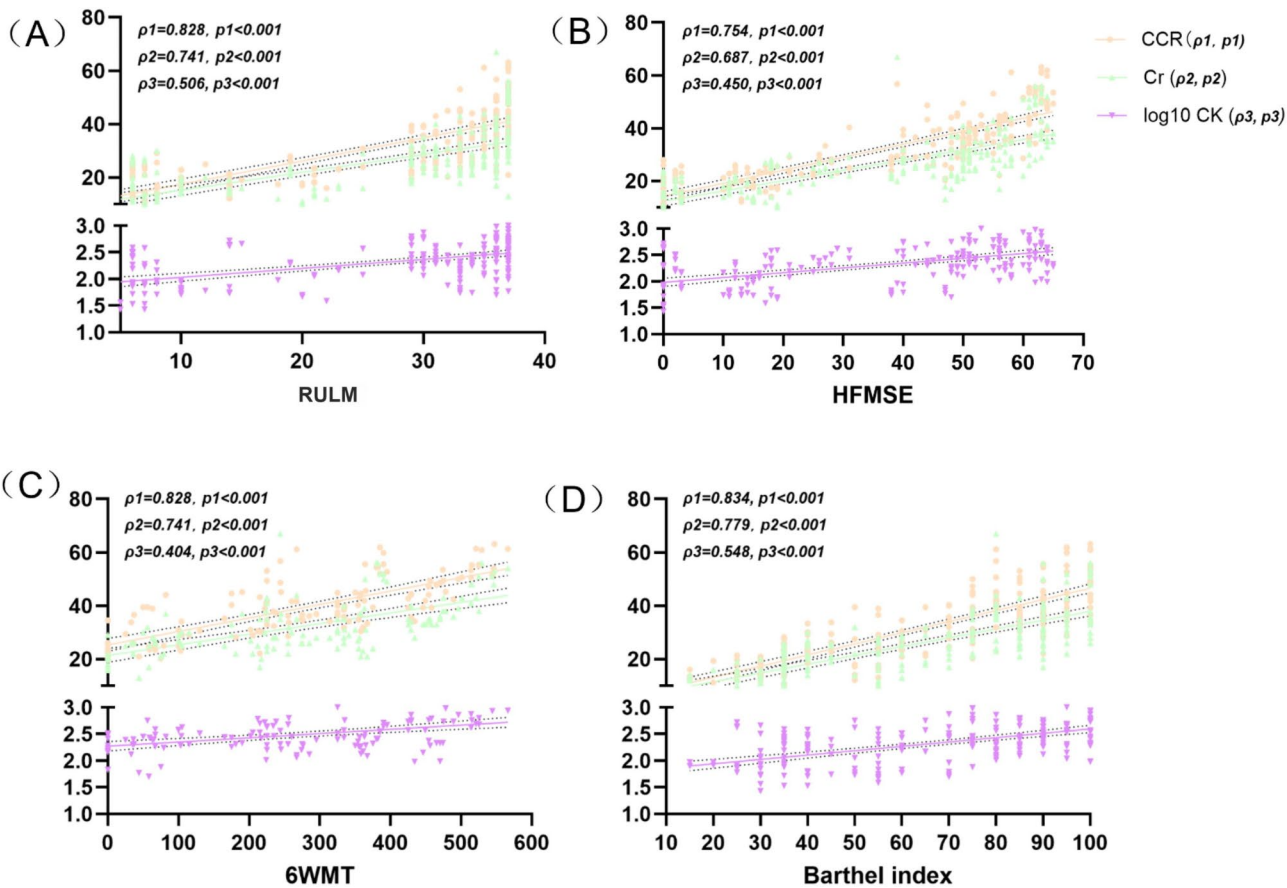 (A)
ρ1=0.828, p1<0.001
ρ2=0.741, p2<0.001
ρ3=0.506, p3<0.001
80
60
40
20
3.0
2.5
2.0
1.5
1.0
10 20 30 40
RULM
(B)
ρ1=0.754, p1<0.001
ρ2=0.687, p2<0.001
ρ3=0.450, p3<0.001
80
60
40
20
3.0
2.5
2.0
1.5
1.0
0 10 20 30 40 50 60 70
HFMSE
CCR(ρ1, p1)
Cr (ρ2, p2)
log10 CK (ρ3, p3)
(C)
ρ1=0.828, p1<0.001
ρ2=0.741, p2<0.001
ρ3=0.404, p3<0.001
80
60
40
20
3.0
2.5
2.0
1.5
1.0
0 100 200 300 400 500 600
6WMT
(D)
ρ1=0.834, p1<0.001
ρ2=0.779, p2<0.001
ρ3=0.548, p3<0.001
80
60
40
20
3.0
2.5
2.0
1.5
1.0
10 20 30 40 50 60 70 80 90 100
Barthel index